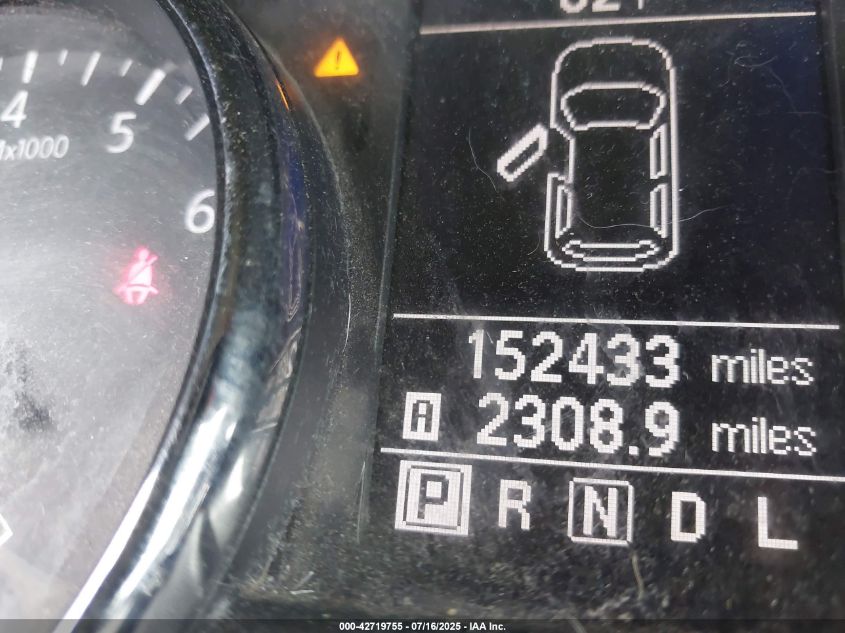 4
5
x1000
6
152433 miles
A 2308.9 miles
P R N D L
000-42719755 - 07/16/2025 - IAA Inc.